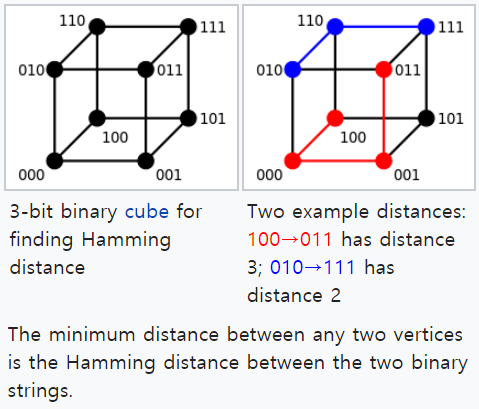 110
111
010
011
100
101
000
001
110
111
010
011
100
101
000
001
3-bit binary cube for
finding Hamming
distance
Two example distances:
100→011 has distance
3; 010→111 has
distance 2
The minimum distance between any two vertices
is the Hamming distance between the two binary
strings.